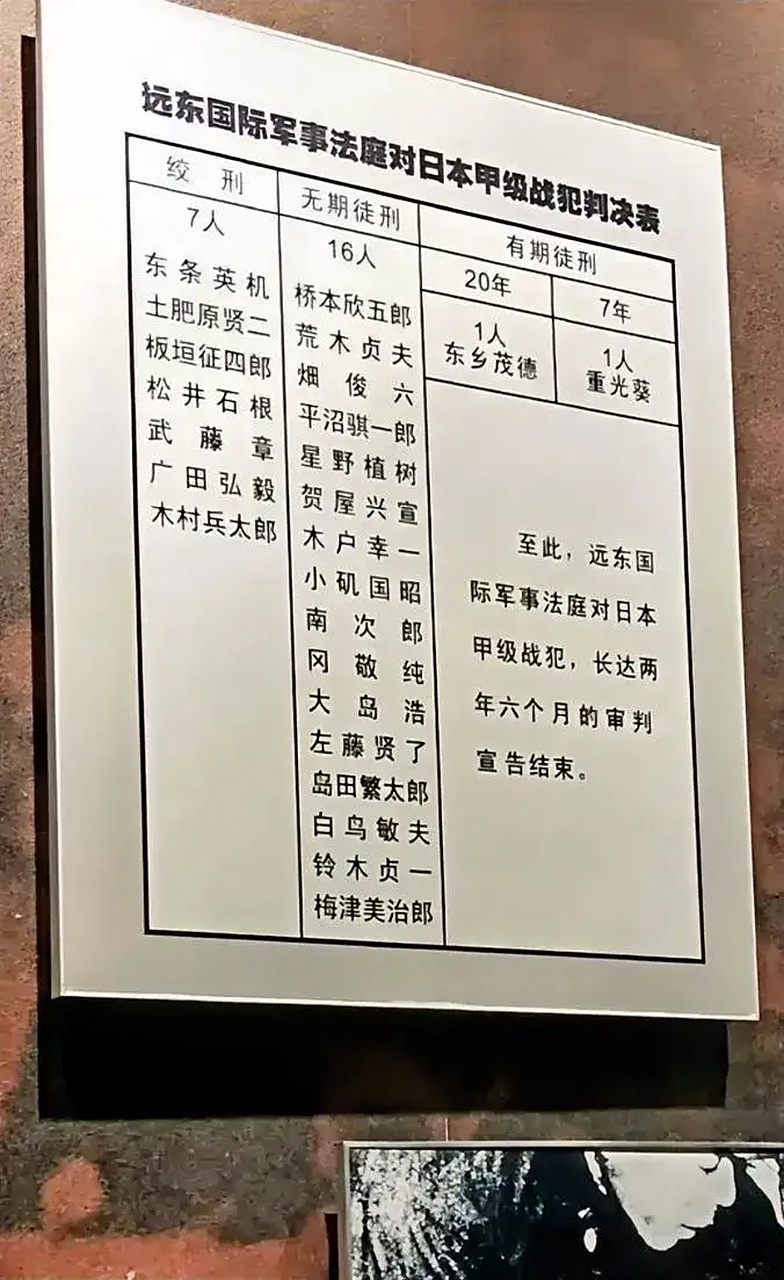 远东国际军事法庭对日本甲级战犯判决表
绞 刑
7人
东条英机
土肥原贤二
板垣征四郎
松井石根
武藤章
广田弘毅
木村兵太郎
无期徒刑
16人
桥本欣五郎
荒木贞夫
畑俊六
平沼骐一郎
星野植树
贺屋兴宣
木户幸一
小矶国昭
南次郎
冈敬纯
大岛浩
左藤贤了
岛田繁太郎
白鸟敏夫
铃木贞一
梅津美治郎
有期徒刑
20年
1人
东乡茂德
7年
1人
重光葵
至此，远东国
际军事法庭对日本
甲级战犯，长达两
年六个月的审判
宣告结束。